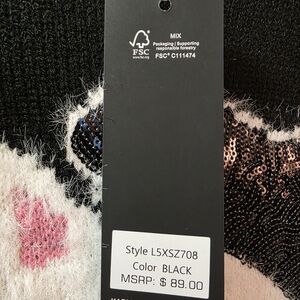 MIX
Packaging | Supporting
responsible forestry
FSC
www.fsc.org
FSC® C111474
Style L5XSZ708
Color BLACK
MSRP: $ 89.00